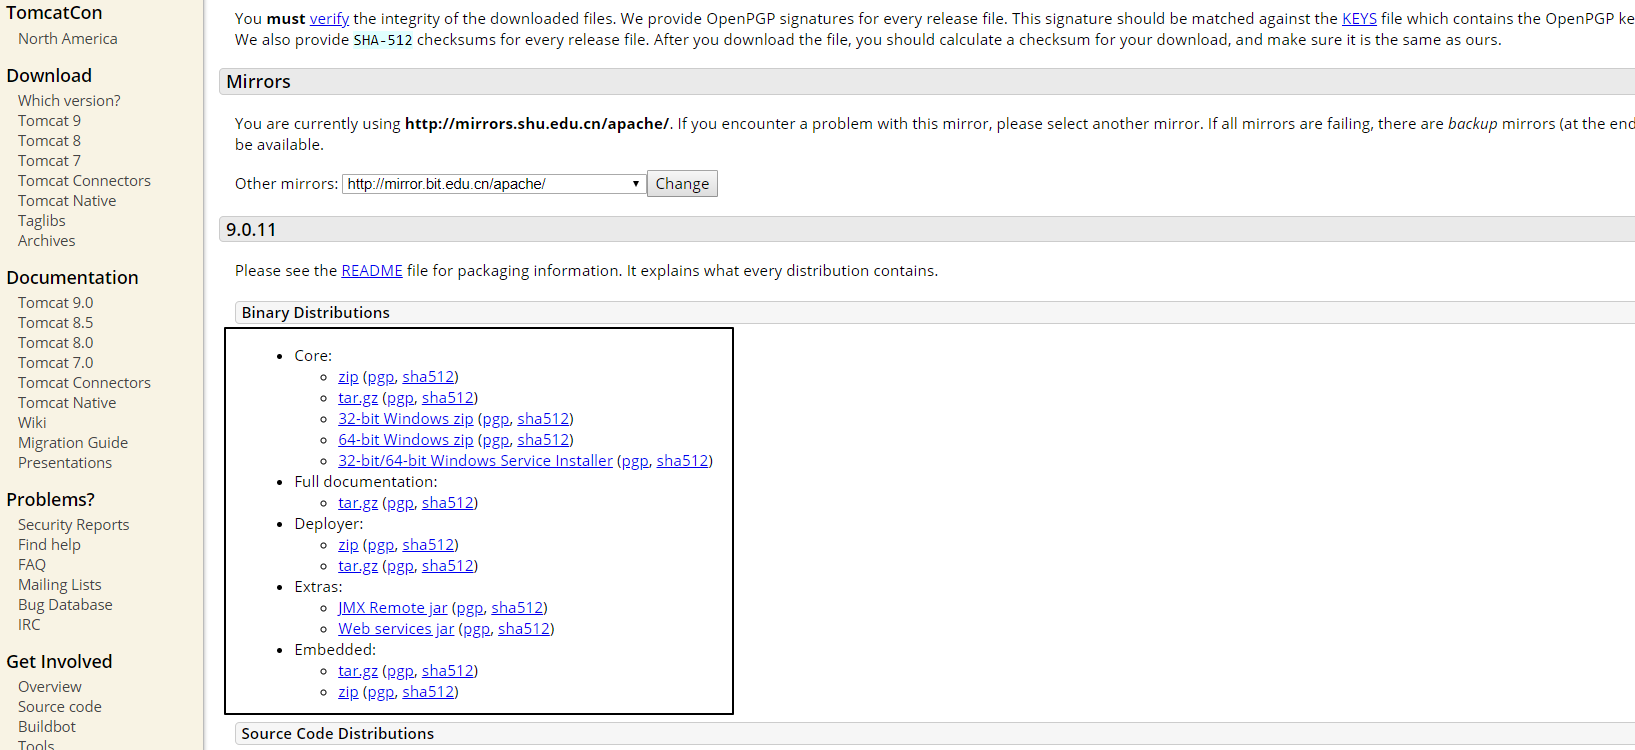 TomcatCon
North America
Download
Which version?
Tomcat 9
Tomcat 8
Tomcat 7
Tomcat Connectors
Tomcat Native
Taglibs
Archives
Documentation
Tomcat 9.0
Tomcat 8.5
Tomcat 8.0
Tomcat 7.0
Tomcat Connectors
Tomcat Native
Wiki
Migration Guide
Presentations
Problems?
Security Reports
Find help
FAQ
Mailing Lists
Bug Database
IRC
Get Involved
Overview
Source code
Buildbot
Tools
You must verify the integrity of the downloaded files. We provide OpenPGP signatures for every release file. This signature should be matched against the KEYS file which contains the OpenPGP ke
We also provide SHA-512 checksums for every release file. After you download the file, you should calculate a checksum for your download, and make sure it is the same as ours.
Mirrors
You are currently using http://mirrors.shu.edu.cn/apache/. If you encounter a problem with this mirror, please select another mirror. If all mirrors are failing, there are backup mirrors (at the end
be available.
Other mirrors: http://mirror.bit.edu.cn/apache/ Change
9.0.11
Please see the README file for packaging information. It explains what every distribution contains.
Binary Distributions
Core:
zip (pgp, sha512)
tar.gz (pgp, sha512)
32-bit Windows zip (pgp, sha512)
64-bit Windows zip (pgp, sha512)
32-bit/64-bit Windows Service Installer (pgp, sha512)
Full documentation:
tar.gz (pgp, sha512)
Deployer:
zip (pgp, sha512)
tar.gz (pgp, sha512)
Extras:
JMX Remote jar (pgp, sha512)
Web services jar (pgp, sha512)
Embedded:
tar.gz (pgp, sha512)
zip (pgp, sha512)
Source Code Distributions